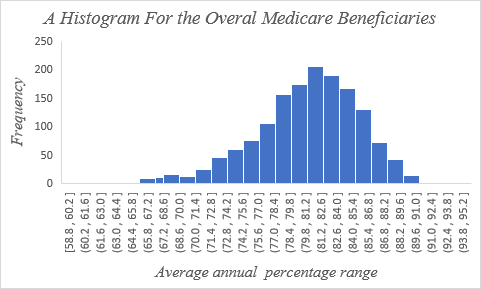 A Histogram For the Overal Medicare Beneficiaries
250
200
150
100
50
0
Frequency
[58.8 , 60.2 ]
(60.2 , 61.6 ]
(61.6 , 63.0 ]
(63.0 , 64.4 ]
(64.4 , 65.8 ]
(65.8 , 67.2 ]
(67.2 , 68.6 ]
(68.6 , 70.0 ]
(70.0 , 71.4 ]
(71.4 , 72.8 ]
(72.8 , 74.2 ]
(74.2 , 75.6 ]
(75.6 , 77.0 ]
(77.0 , 78.4 ]
(78.4 , 79.8 ]
(79.8 , 81.2 ]
(81.2 , 82.6 ]
(82.6 , 84.0 ]
(84.0 , 85.4 ]
(85.4 , 86.8 ]
(86.8 , 88.2 ]
(88.2 , 89.6 ]
(89.6 , 91.0 ]
(91.0 , 92.4 ]
(92.4 , 93.8 ]
(93.8 , 95.2 ]
Average annual percentage range